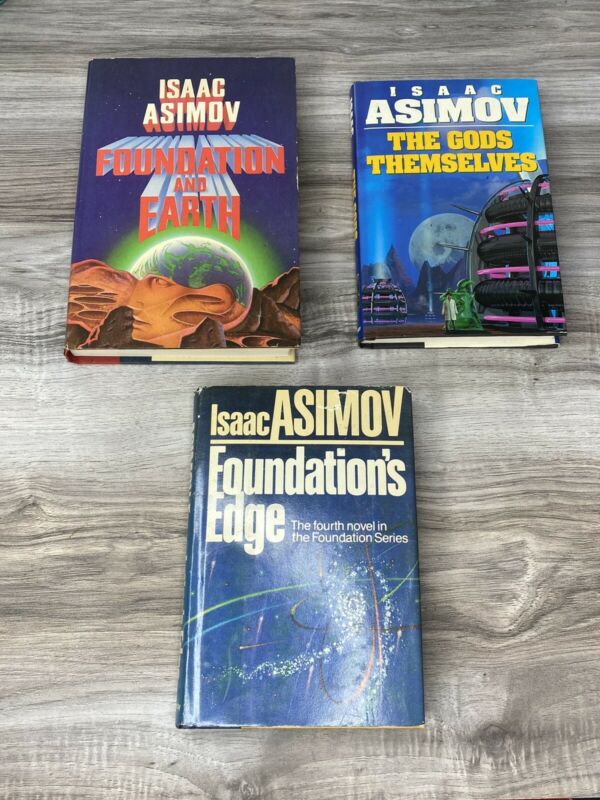 ISAAC
ASIMOV
FOUNDATION
AND
EARTH
ISAAC
ASIMOV
THE GODS
THEMSELVES
Isaac ASIMOV
Foundation's
Edge
The fourth novel in
the Foundation Series